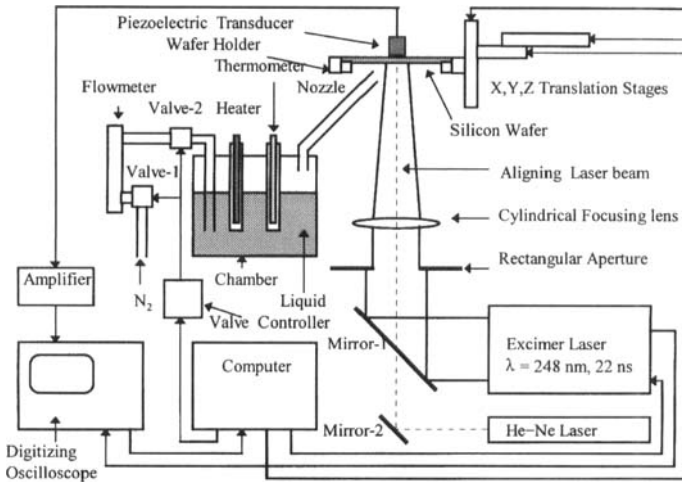 Piezoelectric Transducer
Wafer Holder
Thermometer
Nozzle
Flowmeter
Valve-2 Heater
X,Y,Z Translation Stages
Silicon Wafer
Valve-1
Aligning Laser beam
Cylindrical Focusing lens
Rectangular Aperture
Amplifier
N2
Chamber
Liquid
Valve Controller
Mirror-1
Excimer Laser
λ = 248 nm, 22 ns
Computer
Mirror-2
He-Ne Laser
Digitizing
Oscilloscope